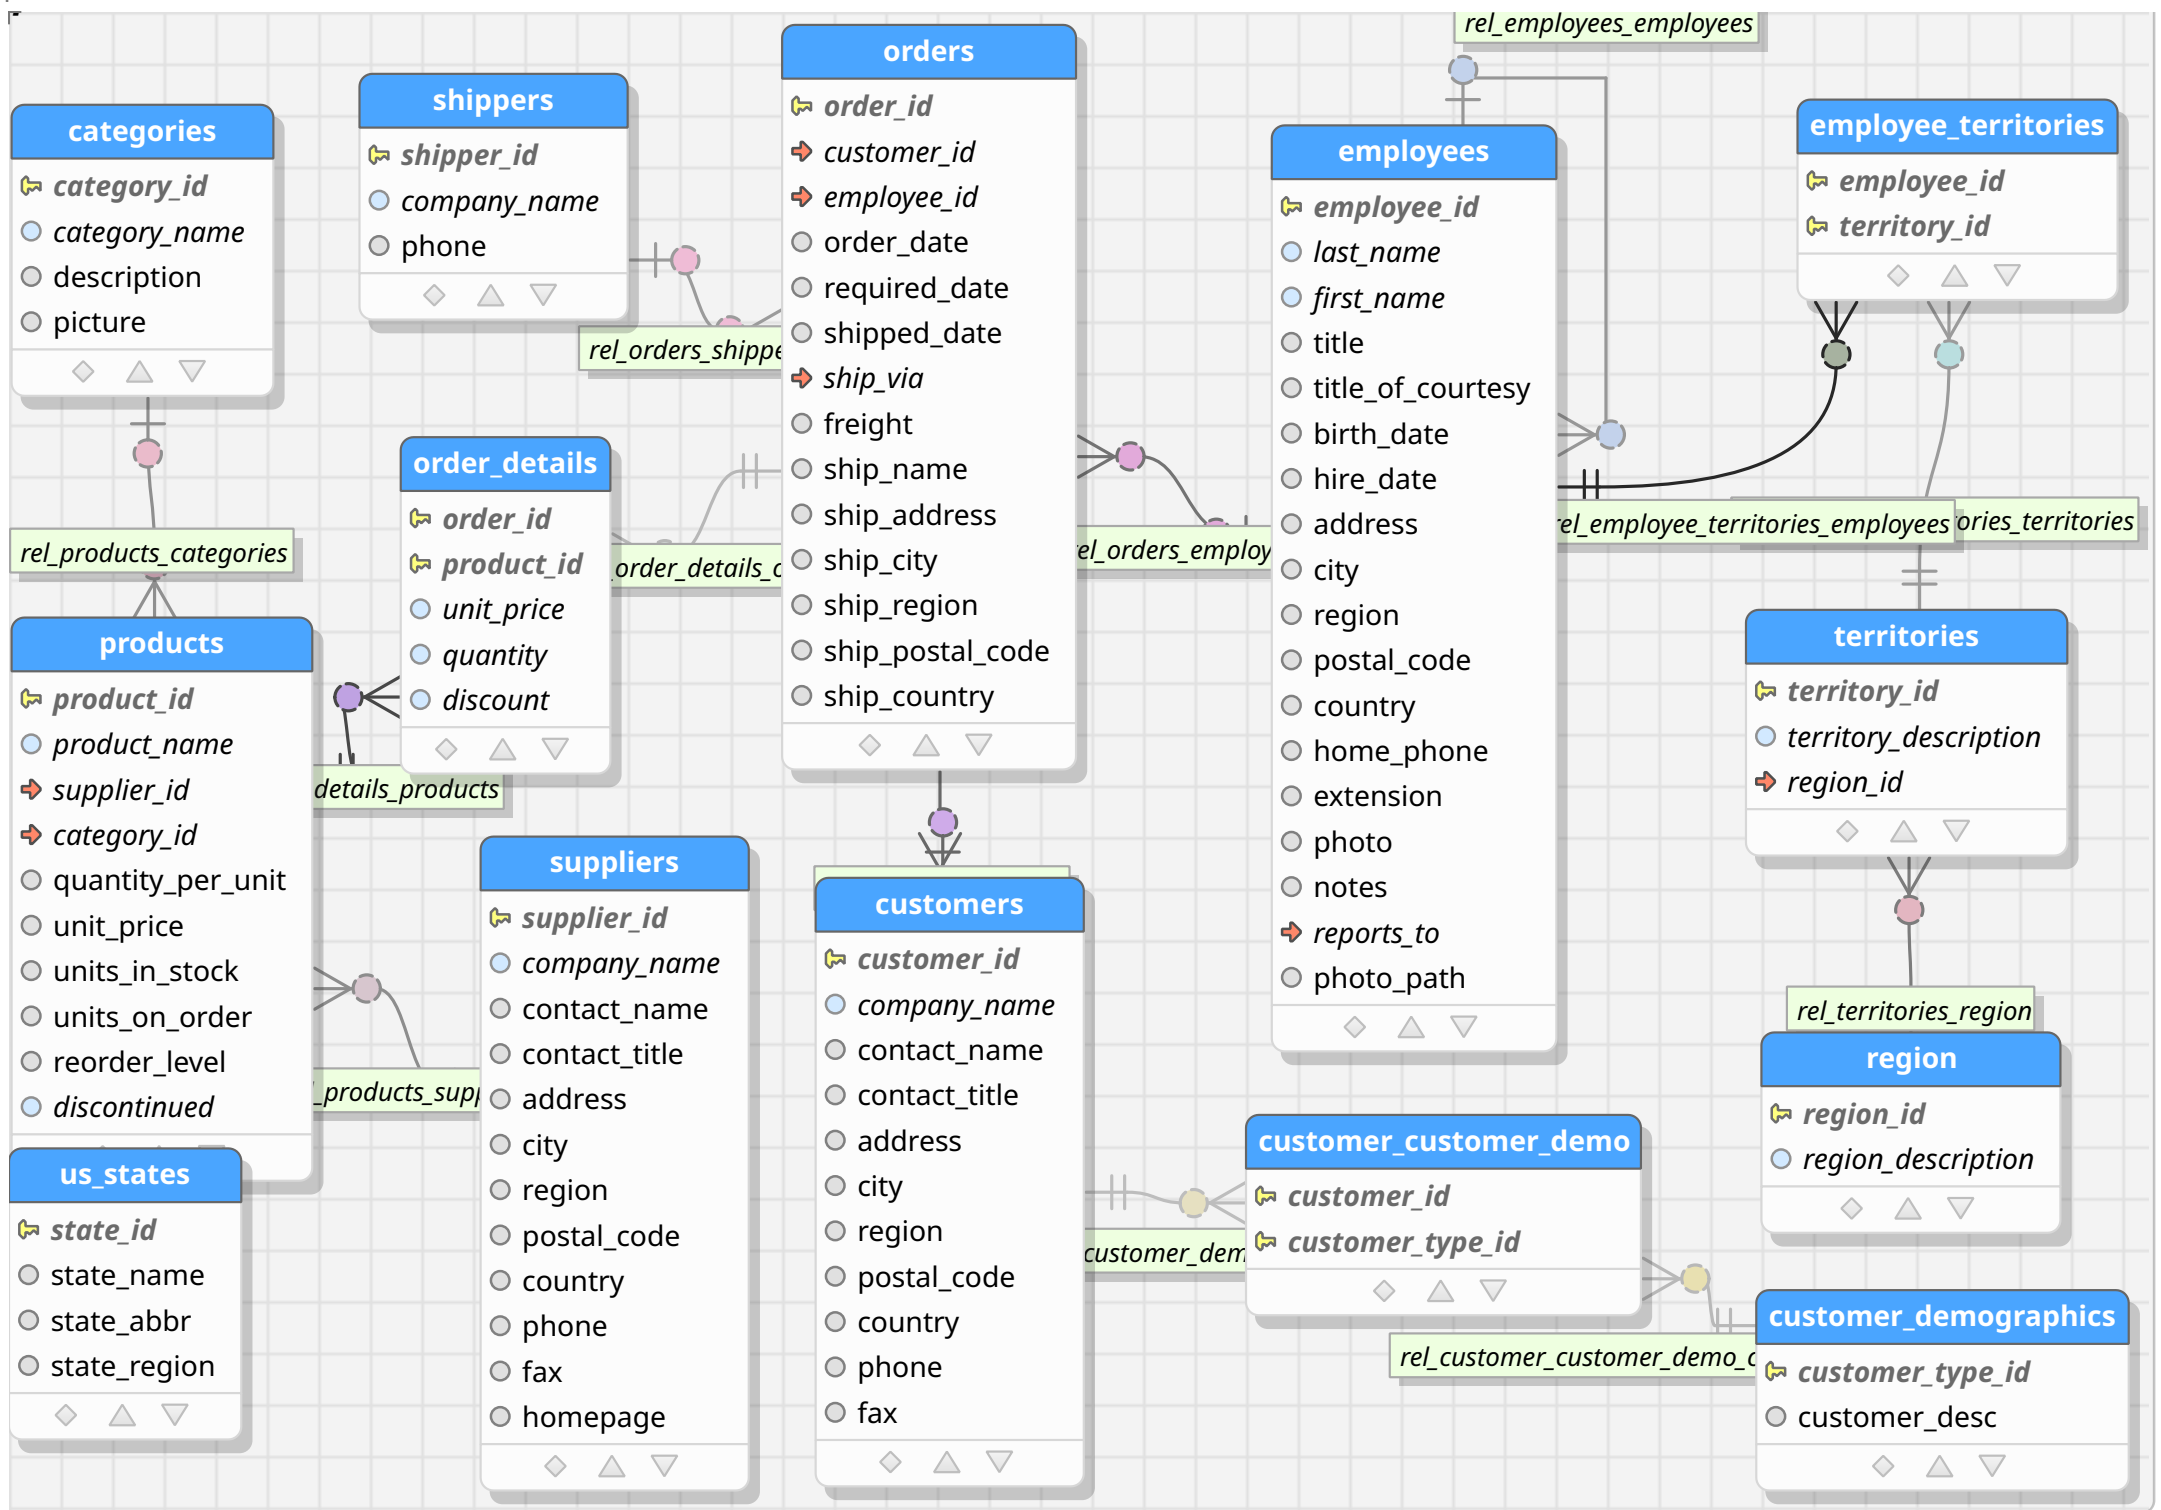 rel_employees_employees
orders
order_id
customer_id
employee_id
order_date
required_date
shipped_date
ship_via
freight
ship_name
ship_address
ship_city
ship_region
ship_postal_code
ship_country
shippers
shipper_id
company_name
phone
categories
category_id
category_name
description
picture
employees
employee_id
last_name
first_name
title
title_of_courtesy
birth_date
hire_date
address
city
region
postal_code
country
home_phone
extension
photo
notes
reports_to
photo_path
employee_territories
employee_id
territory_id
rel_orders_shippe
order_details
order_id
product_id
unit_price
quantity
discount
rel_products_categories
order_details_c
rel_orders_employ
rel_employee_territories_employees
ories_territories
products
product_id
product_name
supplier_id
category_id
quantity_per_unit
unit_price
units_in_stock
units_on_order
reorder_level
discontinued
details_products
territories
territory_id
territory_description
region_id
suppliers
supplier_id
company_name
contact_name
contact_title
address
city
region
postal_code
country
phone
fax
homepage
customers
customer_id
company_name
contact_name
contact_title
address
city
region
postal_code
country
phone
fax
rel_territories_region
region
region_id
region_description
_products_supp
us_states
state_id
state_name
state_abbr
state_region
customer_customer_demo
customer_id
customer_type_id
customer_dem
rel_customer_customer_demo_c
customer_demographics
customer_type_id
customer_desc